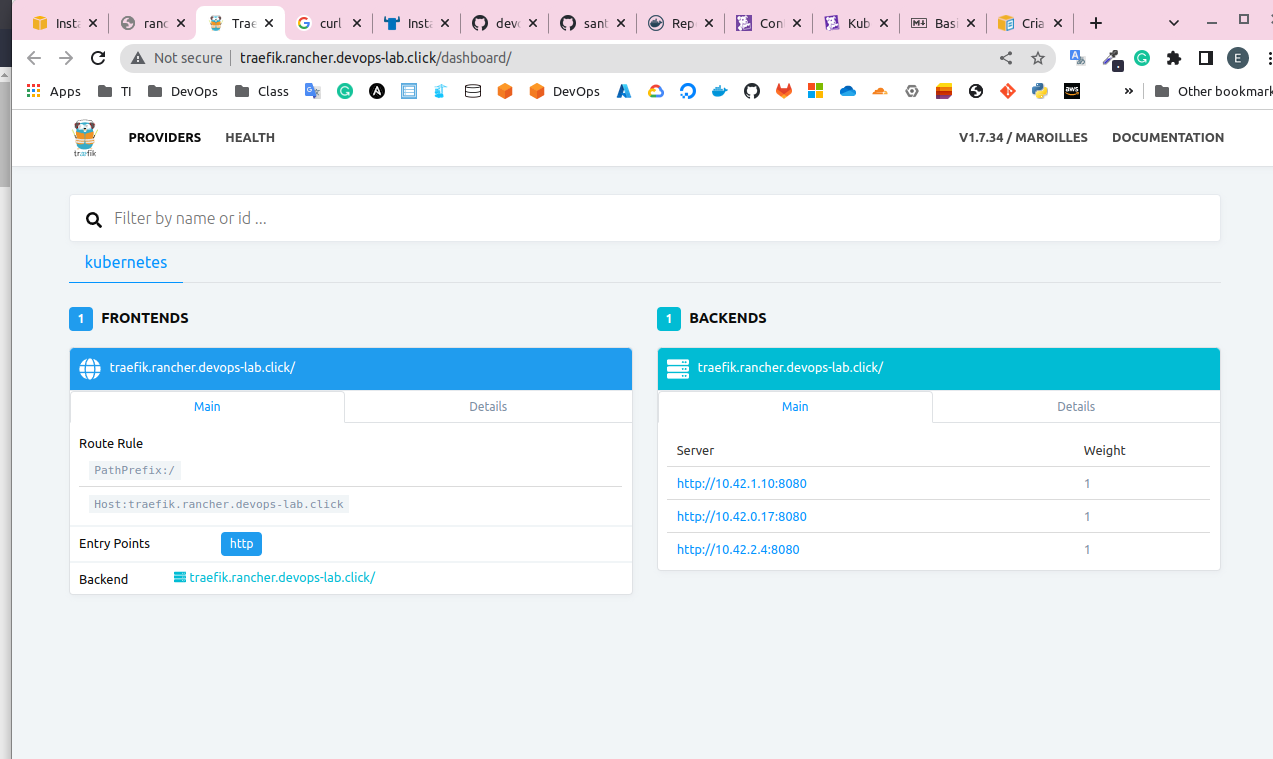 Insta
ranc
Trae
curl
Insta
devo
sant
Repo
Con
Kub
Basi
Cria
Not secure
traefik.rancher.devops-lab.click/dashboard/
E
Apps
TI
DevOps
Class
DevOps
aws
»
Other bookmark
træfik
PROVIDERS
HEALTH
V1.7.34 / MAROILLES
DOCUMENTATION
Filter by name or id ...
kubernetes
1 FRONTENDS
traefik.rancher.devops-lab.click/
Main
Details
Route Rule
PathPrefix:/
Host:traefik.rancher.devops-lab.click
Entry Points
http
Backend
traefik.rancher.devops-lab.click/
1 BACKENDS
traefik.rancher.devops-lab.click/
Main
Details
Server
Weight
http://10.42.1.10:8080
1
http://10.42.0.17:8080
1
http://10.42.2.4:8080
1